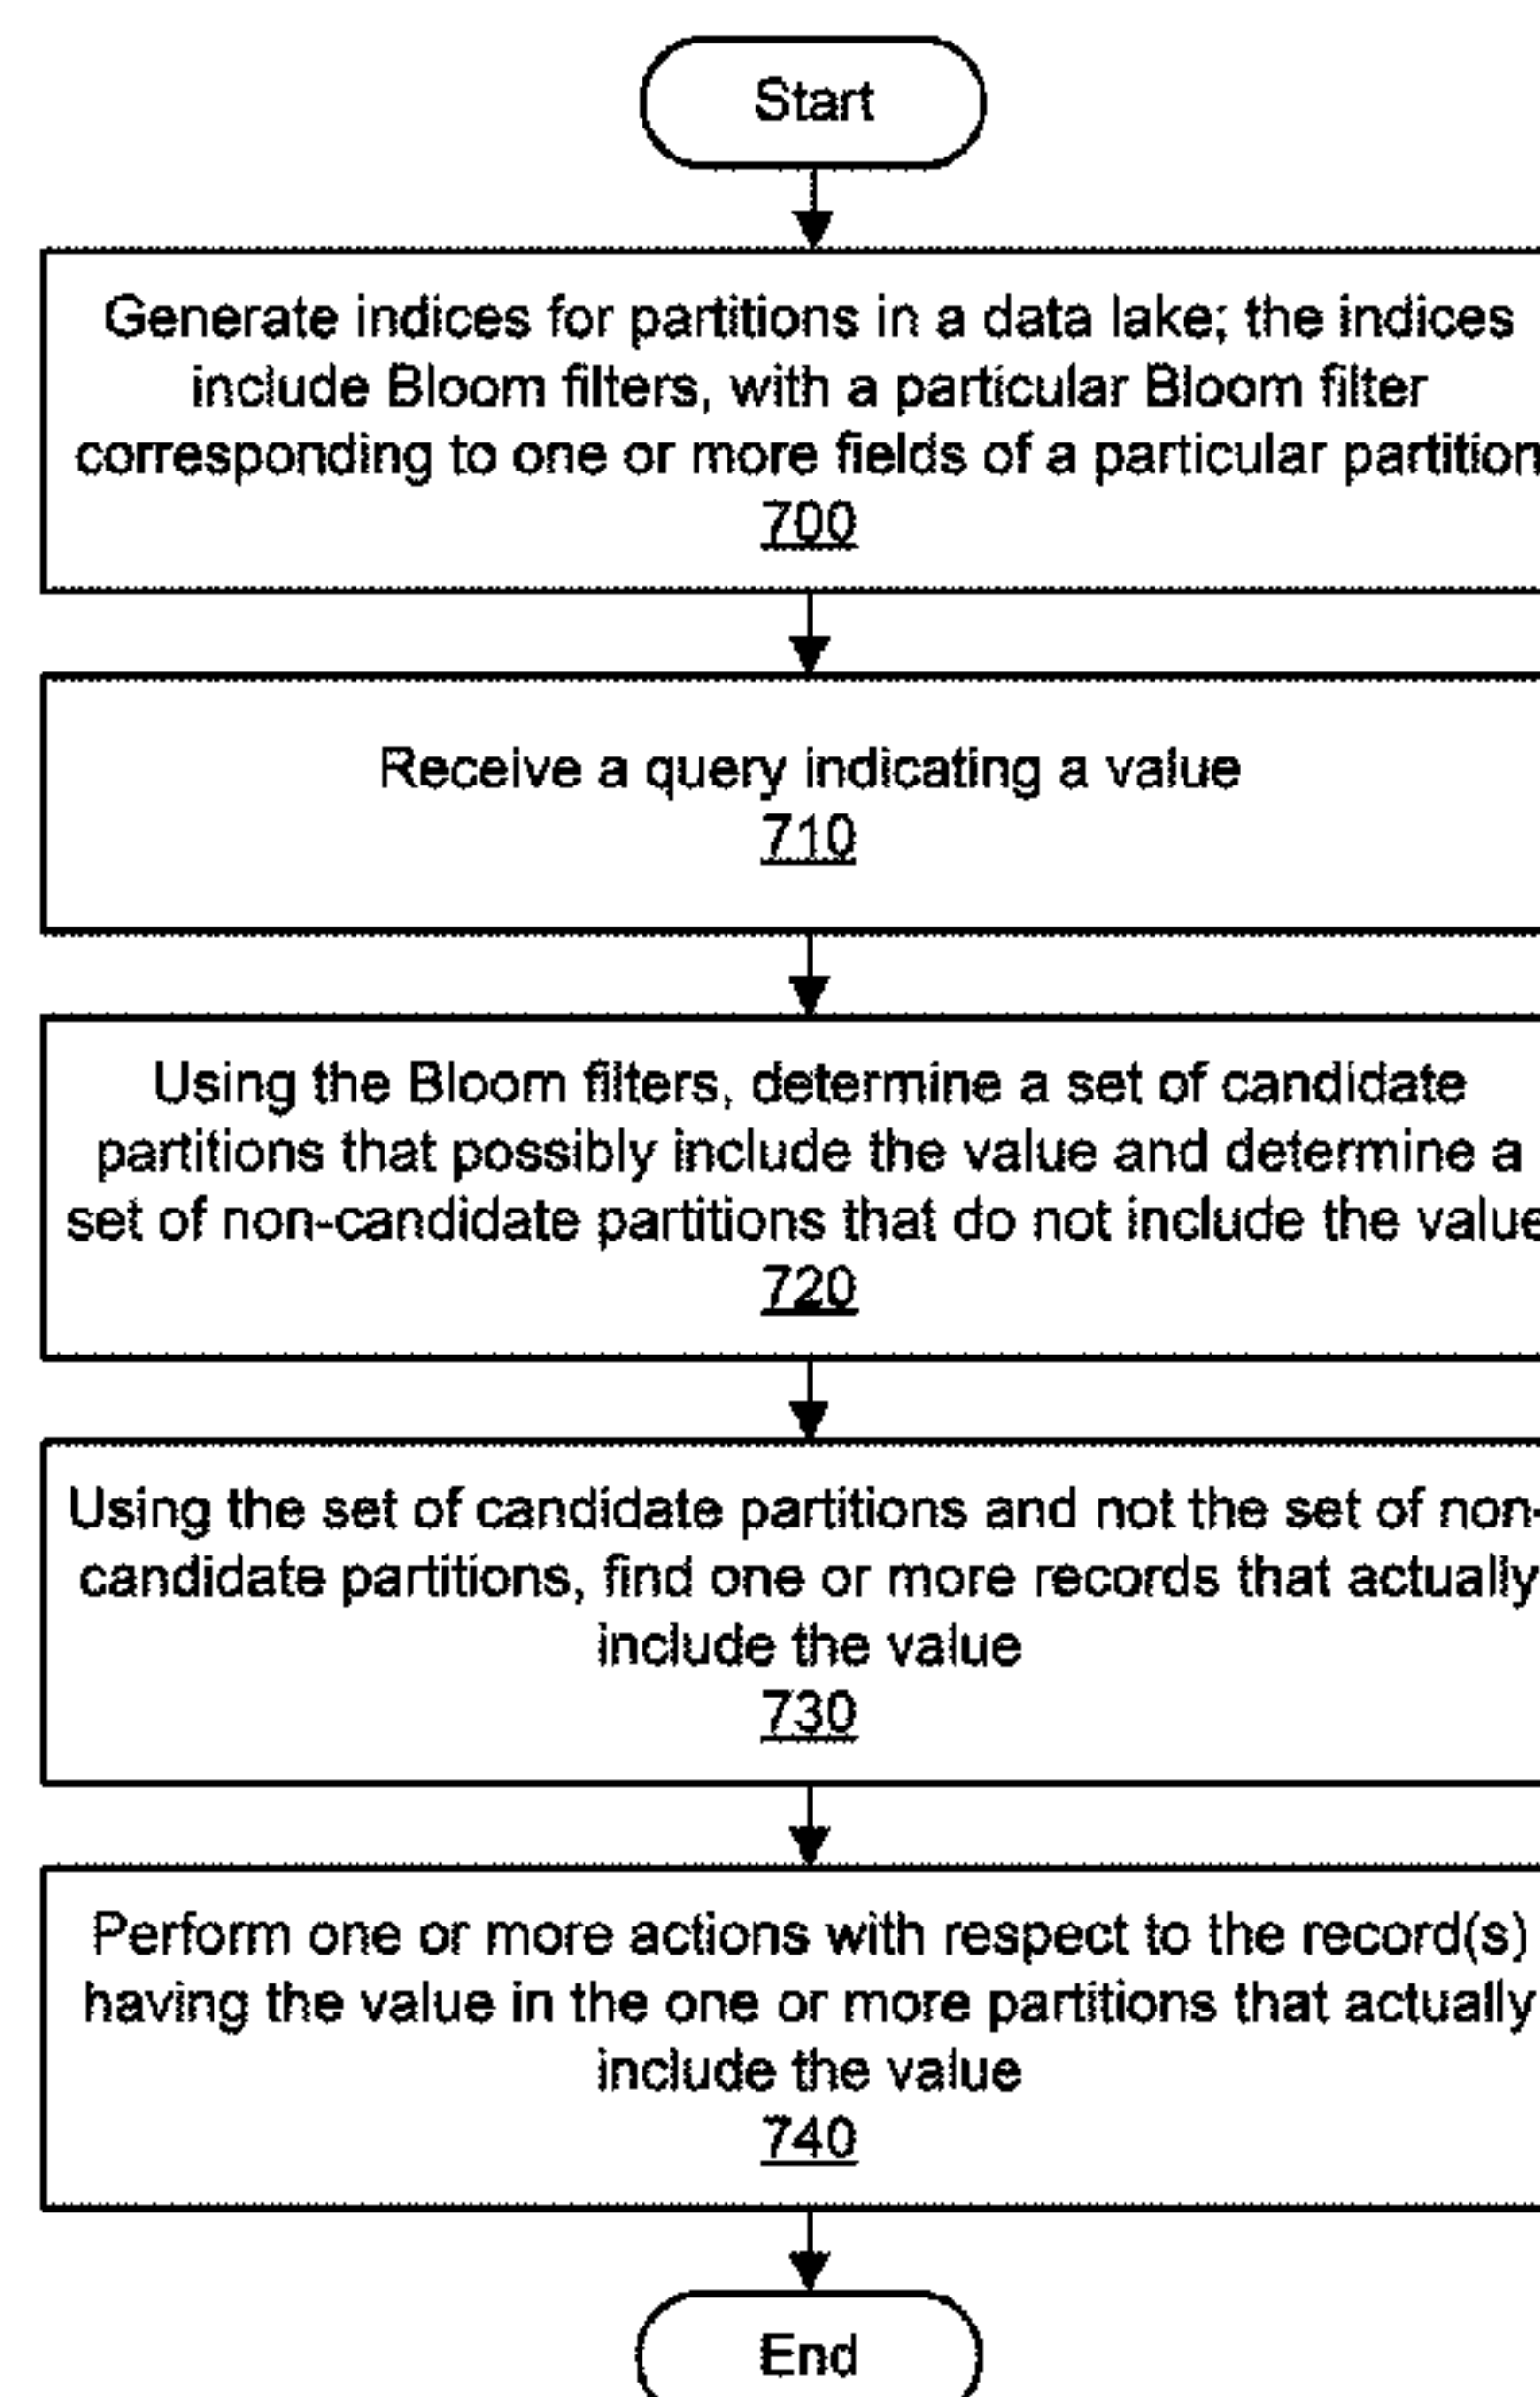 Start
Generate indices for partitions in a data lake; the indices
include Bloom filters, with a particular Bloom filter
corresponding to one or more fields of a particular partition
700
Receive a query indicating a value
710
Using the Bloom filters, determine a set of candidate
partitions that possibly include the value and determine a
set of non-candidate partitions that do not include the value
720
Using the set of candidate partitions and not the set of non-
candidate partitions, find one or more records that actually
include the value
730
Perform one or more actions with respect to the record(s)
having the value in the one or more partitions that actually
include the value
740
End